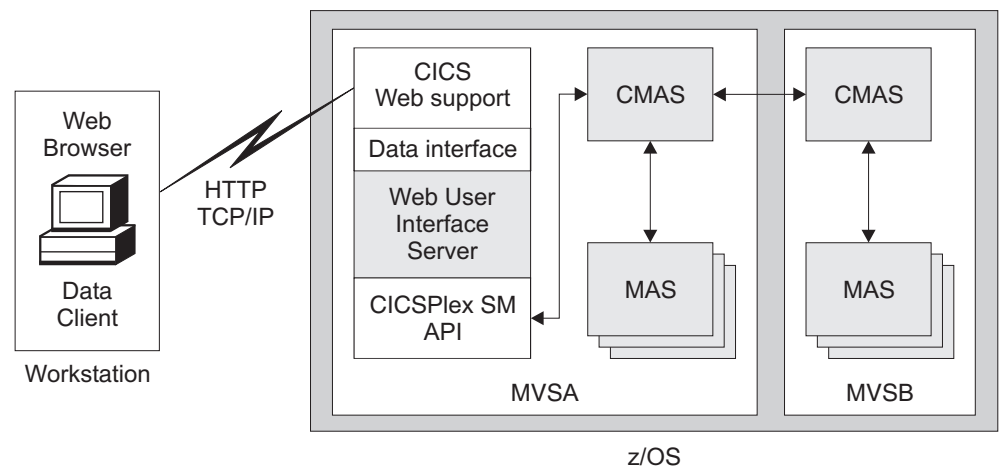 Web
Browser
Data
Client
Workstation
HTTP
TCP/IP
CICS
Web support
Data interface
Web User
Interface
Server
CICSPlex SM
API
CMAS
MAS
MVSA
CMAS
MAS
MVSB
z/OS